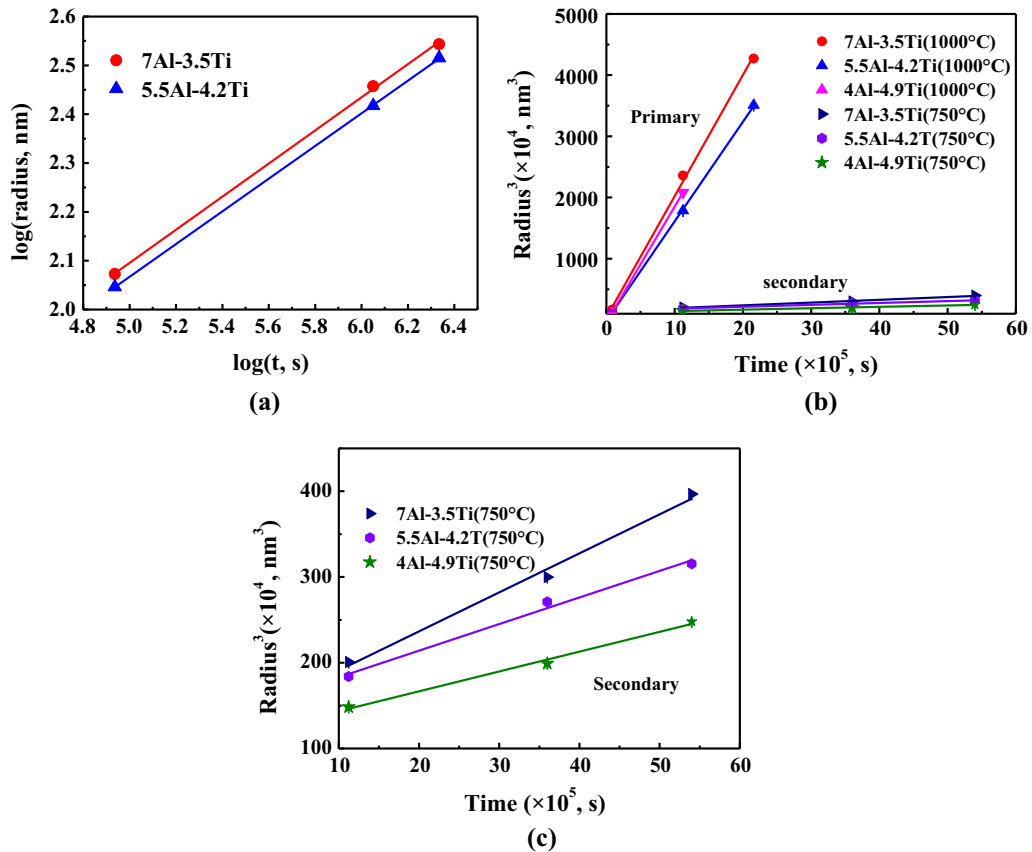 2.6
2.5
2.4
2.3
2.2
2.1
2.0
log(radius, nm)
7Al-3.5Ti
5.5Al-4.2Ti
4.8 5.0 5.2 5.4 5.6 5.8 6.0 6.2 6.4
log(t, s)
(a)
5000
4000
3000
2000
1000
Radius³(×10⁴, nm³)
7Al-3.5Ti(1000°C)
5.5Al-4.2Ti(1000°C)
4Al-4.9Ti(1000°C)
7Al-3.5Ti(750°C)
5.5Al-4.2T(750°C)
4Al-4.9Ti(750°C)
Primary
secondary
0 10 20 30 40 50 60
Time (×10⁵, s)
(b)
400
300
200
100
Radius³(×10⁴, nm³)
7Al-3.5Ti(750°C)
5.5Al-4.2T(750°C)
4Al-4.9Ti(750°C)
Secondary
10 20 30 40 50 60
Time (×10⁵, s)
(c)